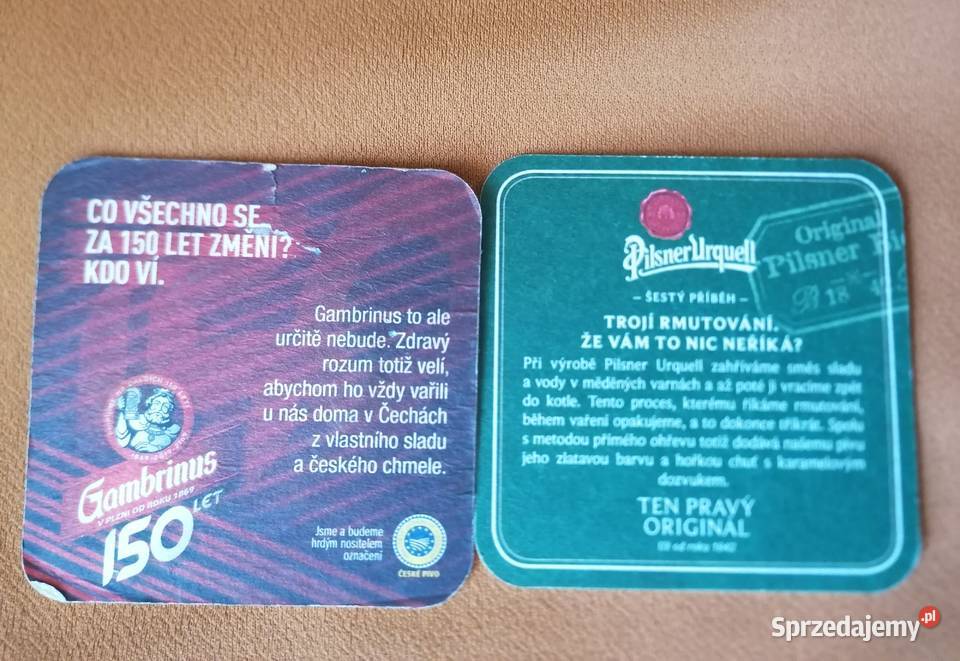 CO VŠECHNO SE
ZA 150 LET ZMĚNÍ?
KDO VÍ.
Gambrinus to ale
určitě nebude. Zdravý
rozum totiž velí,
abychom ho vždy vařili
u nás doma v Čechách
z vlastního sladu
a českého chmele.
Gambrinus
V PLZNI OD ROKU 1869
150 LET
Jsme a budeme
hrdým nositelem
označení
ČESKÉ PIVO
Pilsner Urquell
Original
Pilsner
18
– ŠESTÝ PŘÍBĚH –
TROJÍ RMUTOVÁNÍ.
ŽE VÁM TO NIC NEŘÍKÁ?
Při výrobě Pilsner Urquell zahříváme směs sladu
a vody v měděných varnách a až poté ji vracíme zpět
do kotle. Tento proces, kterému říkáme rmutování,
během vaření opakujeme, a to dokonce třikrát. Spolu
s metodou přímého ohřevu totiž dodává našemu pivu
jeho zlatavou barvu a hořkou chuť s karamelovým
dozvukem.
TEN PRAVÝ
ORIGINÁL
již od roku 1842
Sprzedajemy.pl